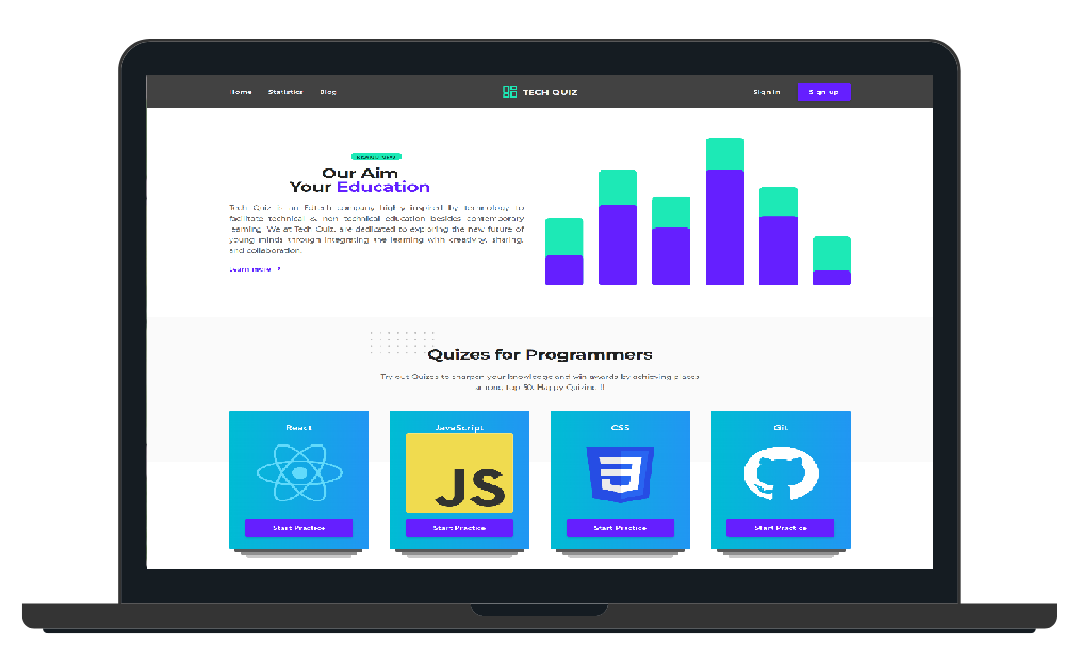 Home Statistics Blog TECH QUIZ Sign in Sign up
Our Aim
Your Education
Tech Quiz is an Edtech company highly inspired by technology to
facilitate technical & non technical education besides contemporary
learning. We at Tech Quiz. are dedicated to exploring the new future of
young minds through integrating the learning with creativity, sharing,
and collaboration.
Learn more
Quizes for Programmers
Try out Quizes to sharpen your knowledge and win awards by achieving places
among top 50. Happy Quizing !!!
React JavaScript CSS Git
JS
Start Practice Start Practice Start Practice Start Practice